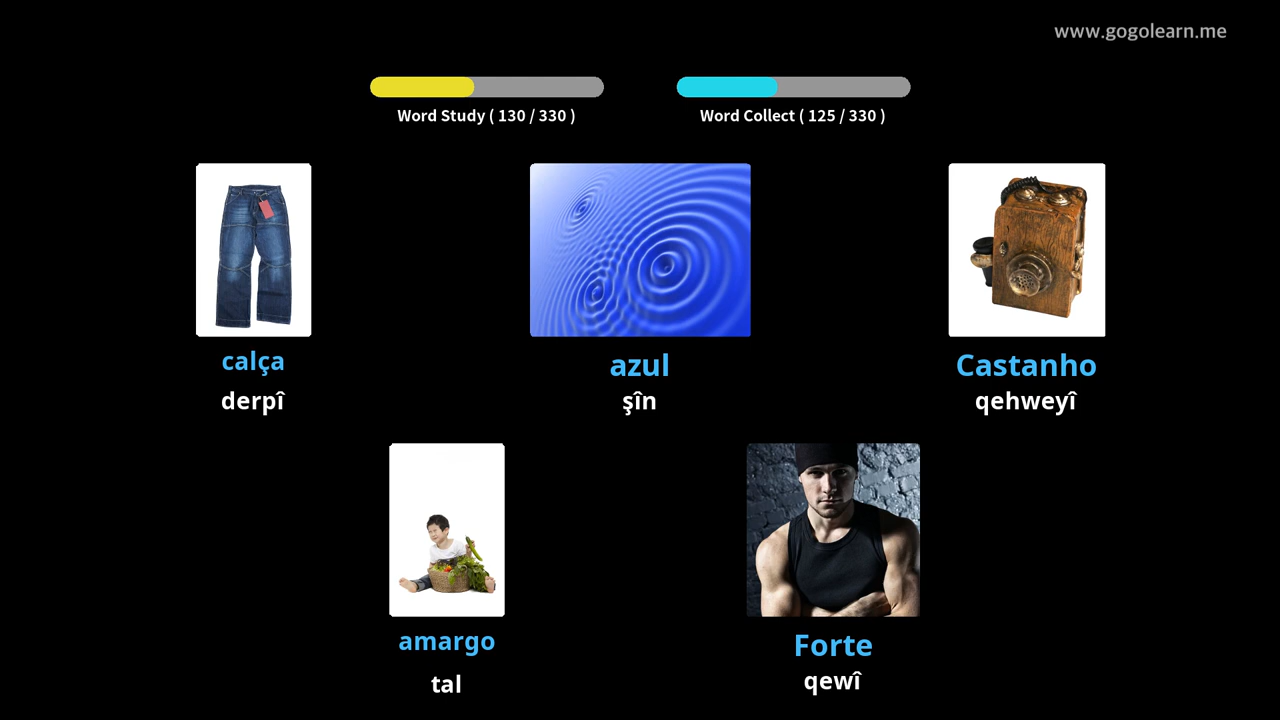 www.gogolearn.me
Word Study ( 130 / 330 )
Word Collect ( 125 / 330 )
calça
derpî
azul
şîn
Castanho
qehweyî
amargo
tal
Forte
qewî